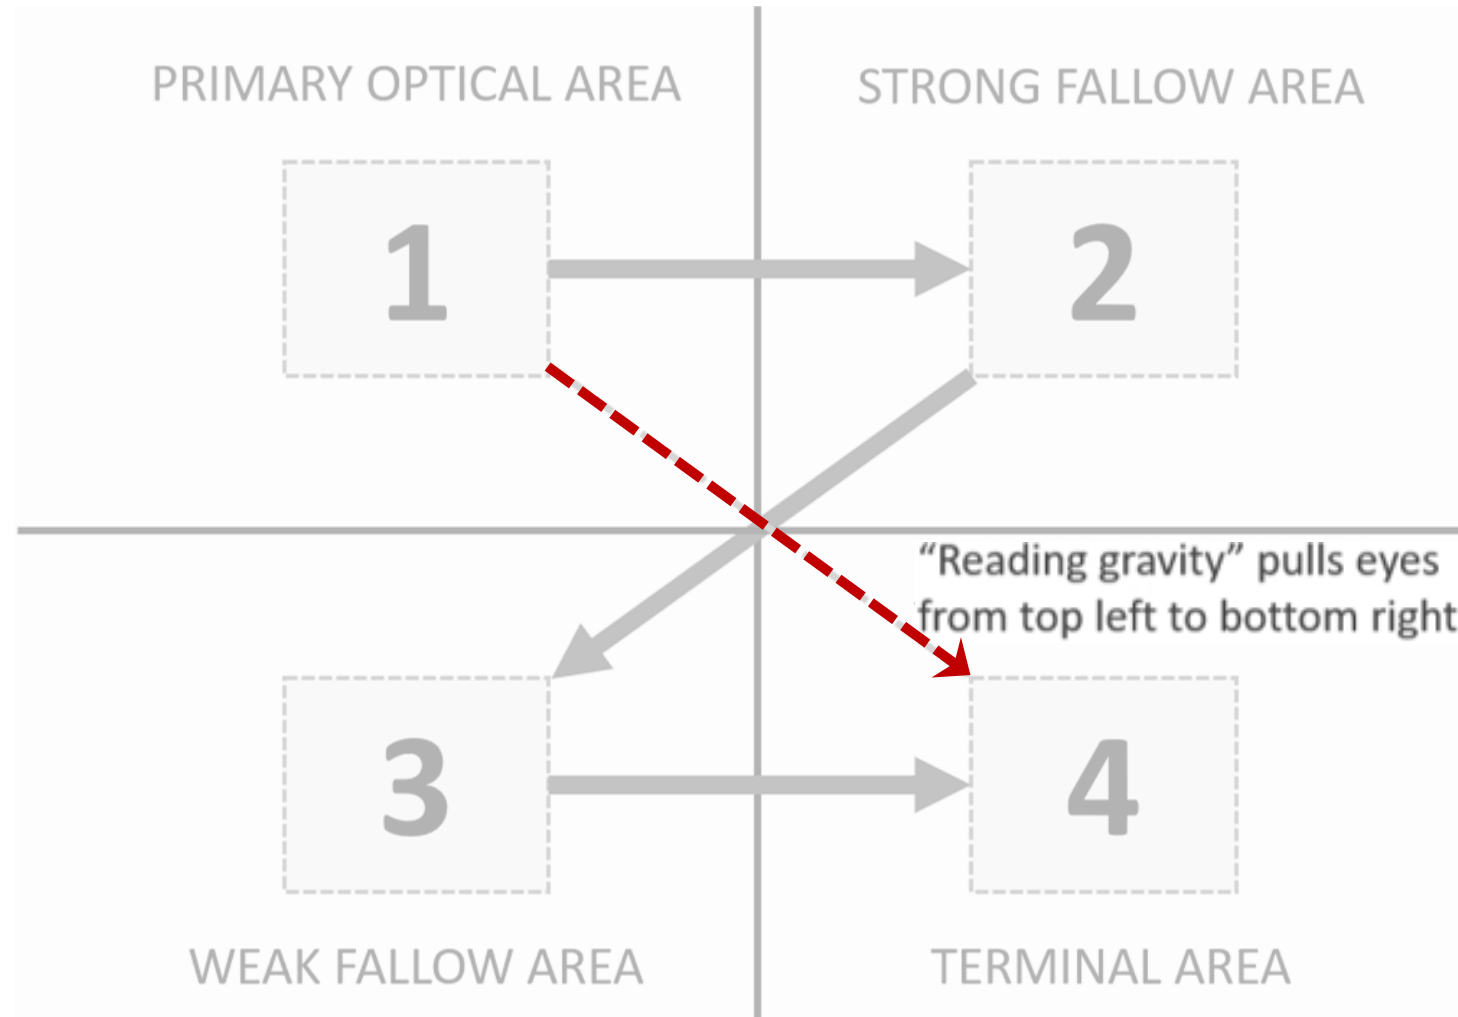 PRIMARY OPTICAL AREA
STRONG FALLOW AREA
1
2
“Reading gravity” pulls eyes
from top left to bottom right
3
4
WEAK FALLOW AREA
TERMINAL AREA